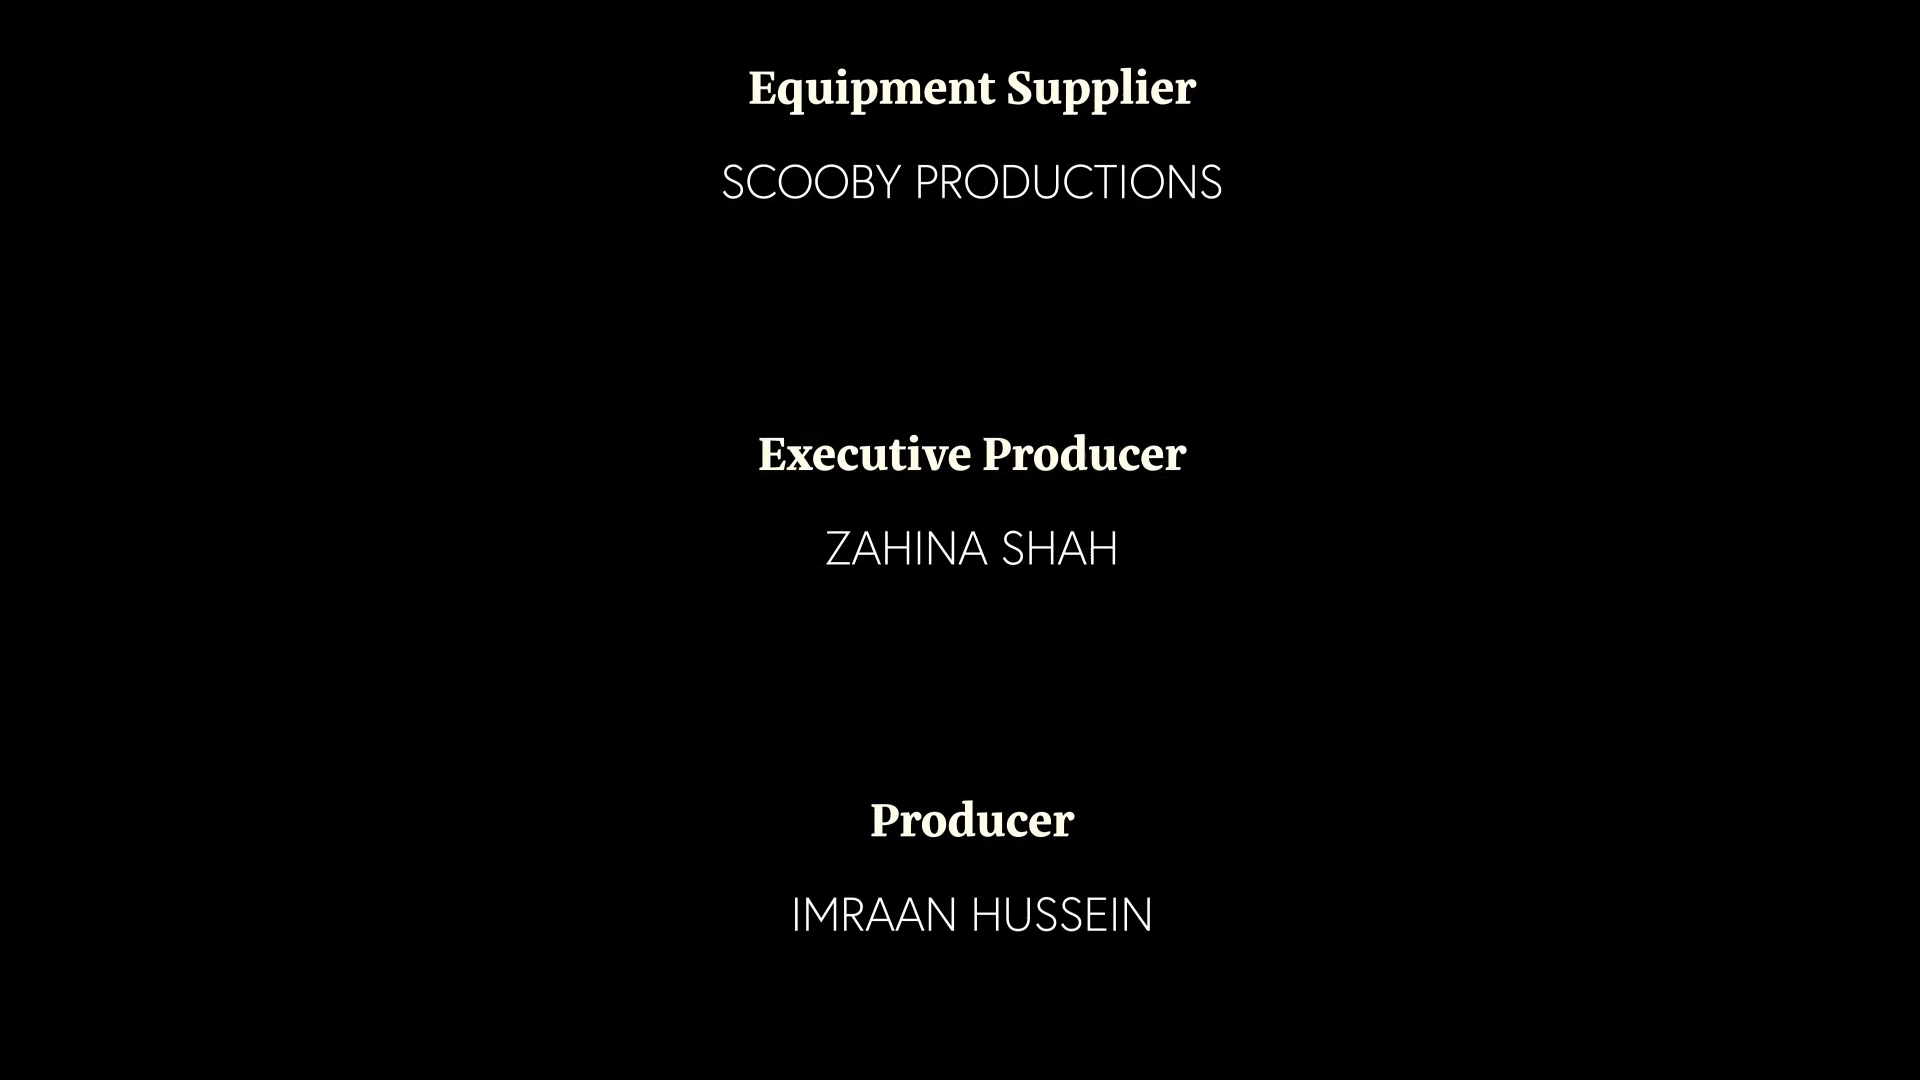 Equipment Supplier
SCOOBY PRODUCTIONS
Executive Producer
ZAHINA SHAH
Producer
IMRAAN HUSSEIN